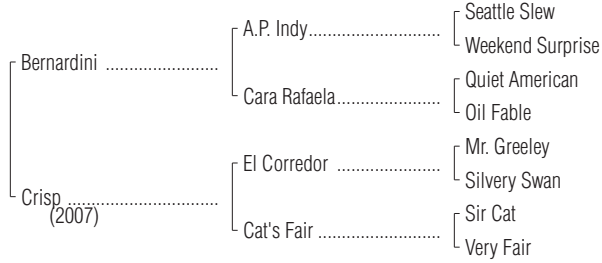 Seattle Slew
A.P. Indy
Weekend Surprise
Bernardini
Quiet American
Cara Rafaela
Oil Fable
Mr. Greeley
El Corredor
Silvery Swan
Crisp
(2007)
Sir Cat
Cat's Fair
Very Fair